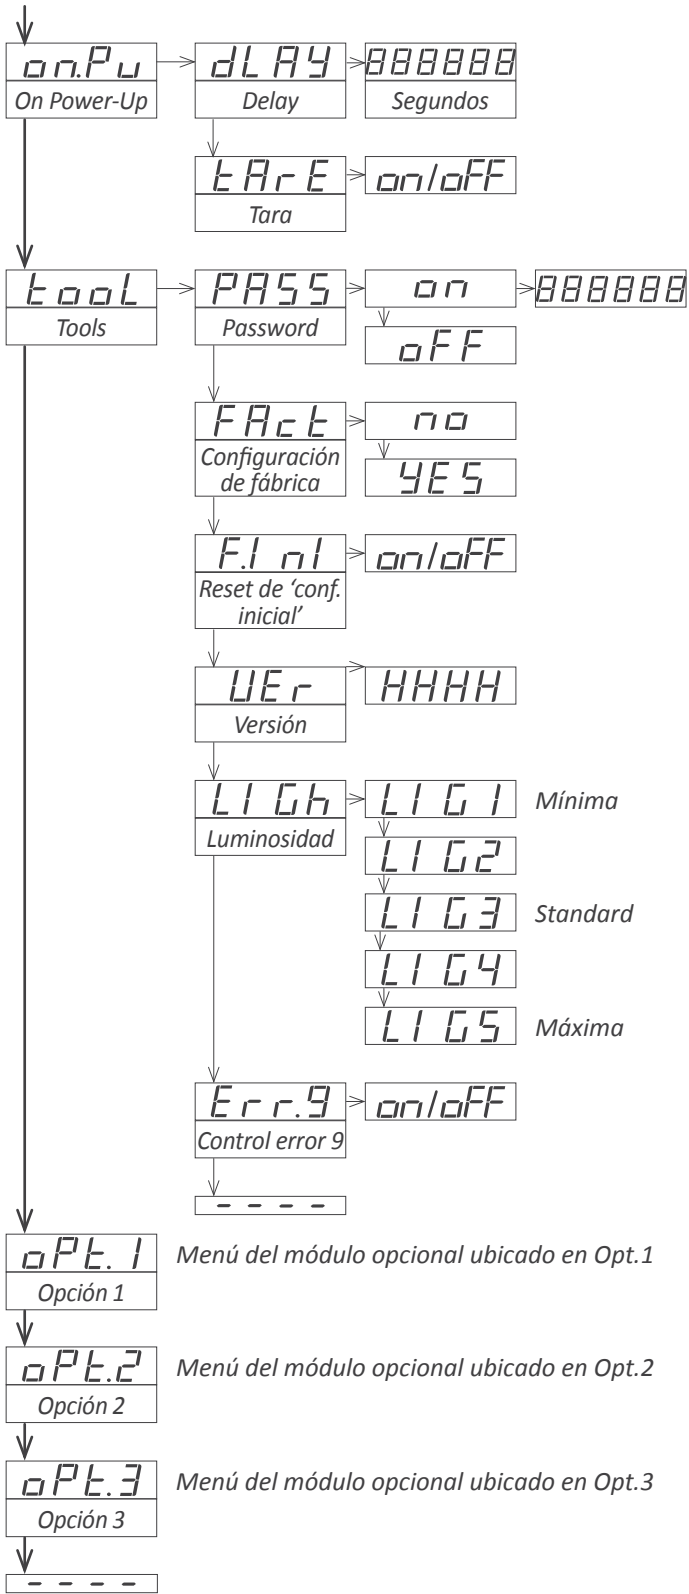 on.Pu dLAY 888888
On Power-Up Delay Segundos
tArE on/oFF
Tara
tooL PASS on 888888
Tools Password
oFF
FAct no
Configuración
de fábrica
YES
F.InI on/oFF
Reset de ‘conf.
inicial’
VEr HHHH
Versión
LIGh LIG1 Mínima
Luminosidad
LIG2
LIG3 Standard
LIG4
LIG5 Máxima
Err.9 on/oFF
Control error 9
----
oPt.1 Menú del módulo opcional ubicado en Opt.1
Opción 1
oPt.2 Menú del módulo opcional ubicado en Opt.2
Opción 2
oPt.3 Menú del módulo opcional ubicado en Opt.3
Opción 3
----